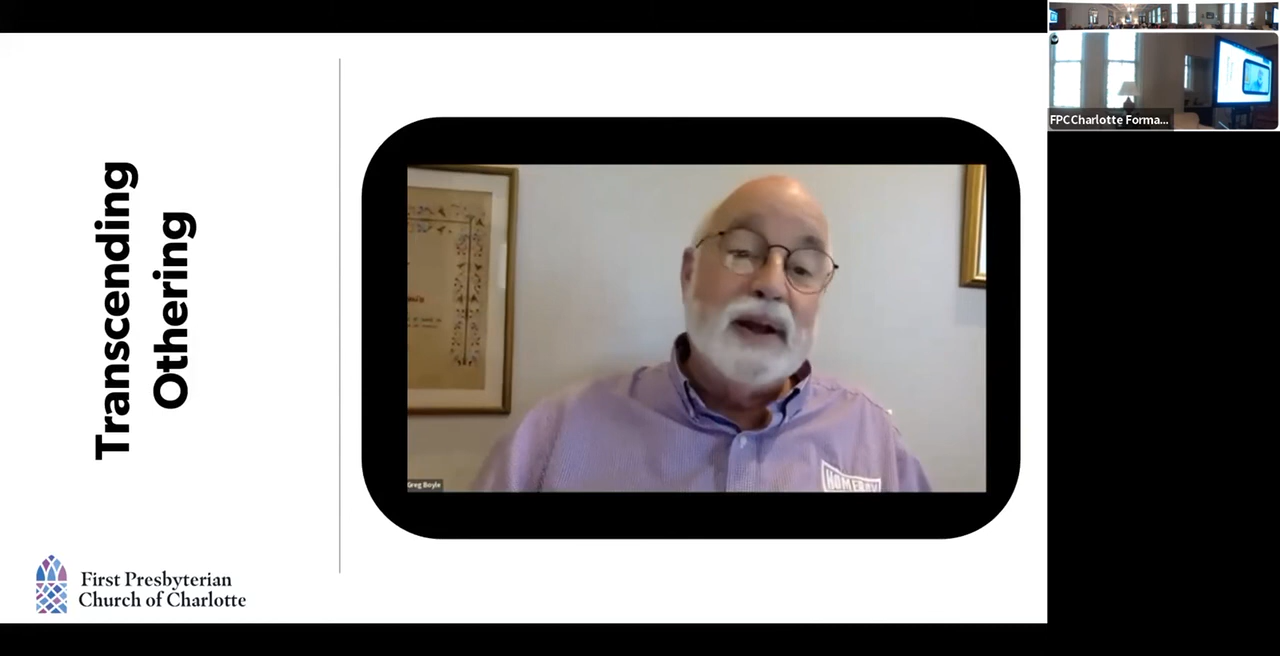 Transcending
Othering
First Presbyterian
Church of Charlotte
Greg Boyle
HOMEBOY
FPCCharlotte Forma...